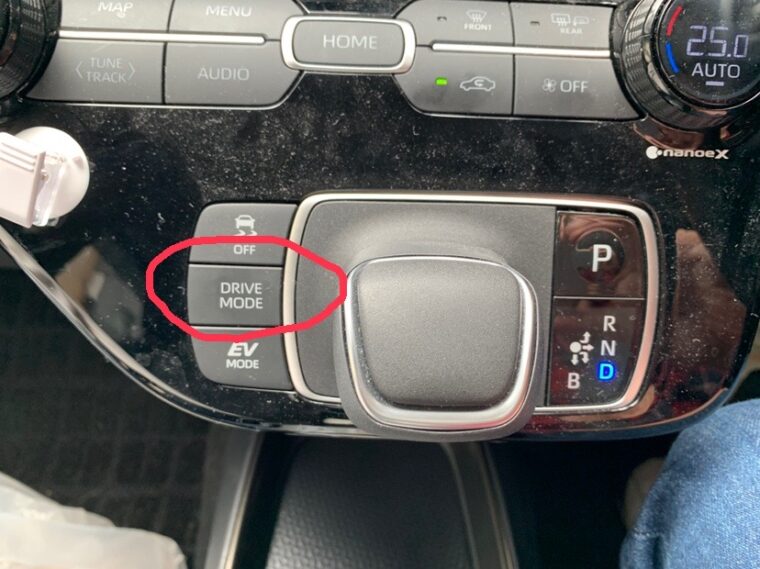 MAP
MENU
HOME
FRONT
REAR
25.0
AUTO
TUNE
TRACK
AUDIO
OFF
nanoeX
OFF
DRIVE
MODE
EV
MODE
P
R
N
D
B